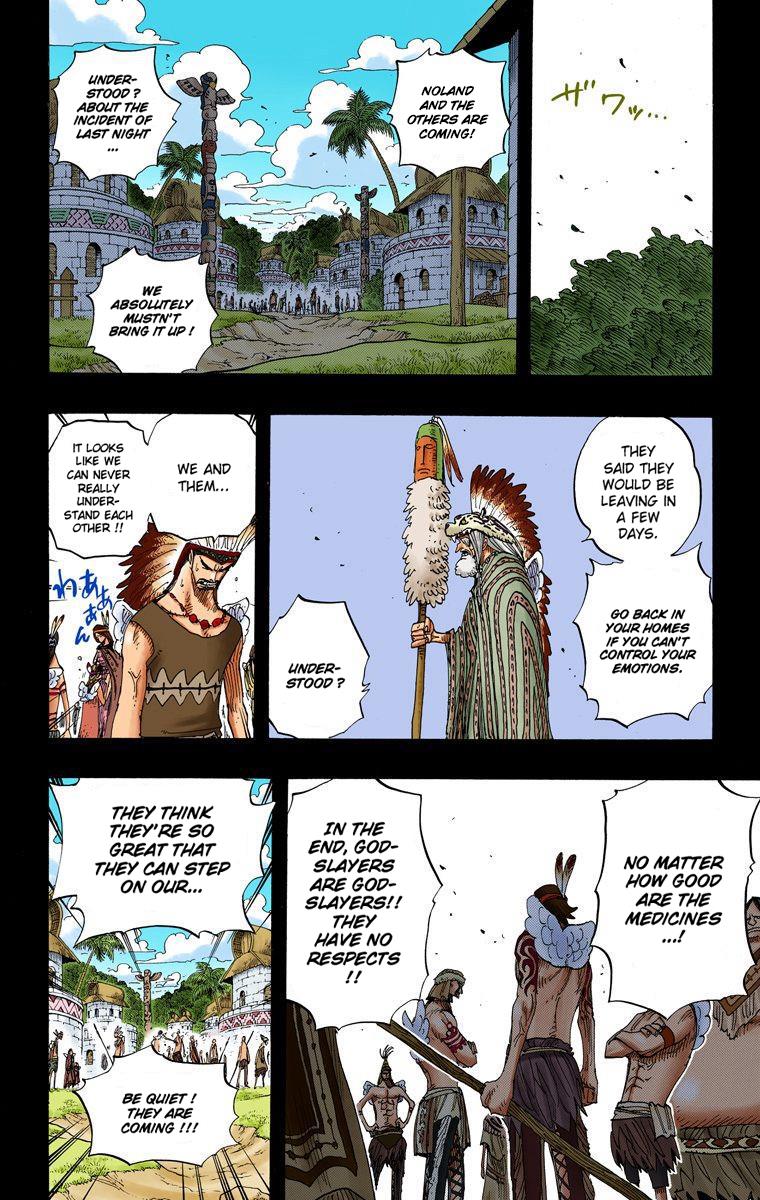 ザワッ...
NOLAND
AND THE
OTHERS ARE
COMING!
UNDER-
STOOD ?
ABOUT THE
INCIDENT OF
LAST NIGHT
...
WE
ABSOLUTELY
MUSTN'T
BRING IT UP !
THEY
SAID THEY
WOULD BE
LEAVING IN
A FEW
DAYS.
GO BACK IN
YOUR HOMES
IF YOU CAN'T
CONTROL YOUR
EMOTIONS.
UNDER-
STOOD ?
WE AND
THEM...
IT LOOKS
LIKE WE
CAN NEVER
REALLY
UNDER-
STAND EACH
OTHER !!
わああ
あん
NO MATTER
HOW GOOD
ARE THE
MEDICINES
...!
IN THE
END, GOD-
SLAYERS
ARE GOD-
SLAYERS!!
THEY
HAVE NO
RESPECTS
!!
THEY THINK
THEY'RE SO
GREAT THAT
THEY CAN STEP
ON OUR...
BE QUIET !
THEY ARE
COMING !!!